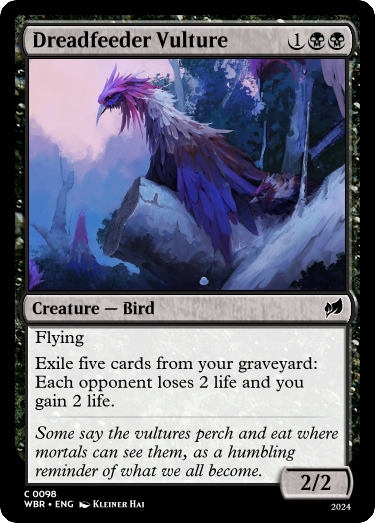 Dreadfeeder Vulture 1
Creature — Bird
Flying
Exile five cards from your graveyard:
Each opponent loses 2 life and you
gain 2 life.
Some say the vultures perch and eat where
mortals can see them, as a humbling
reminder of what we all become.
2/2
C 0098
WBR • ENG Kleiner Hai
2024